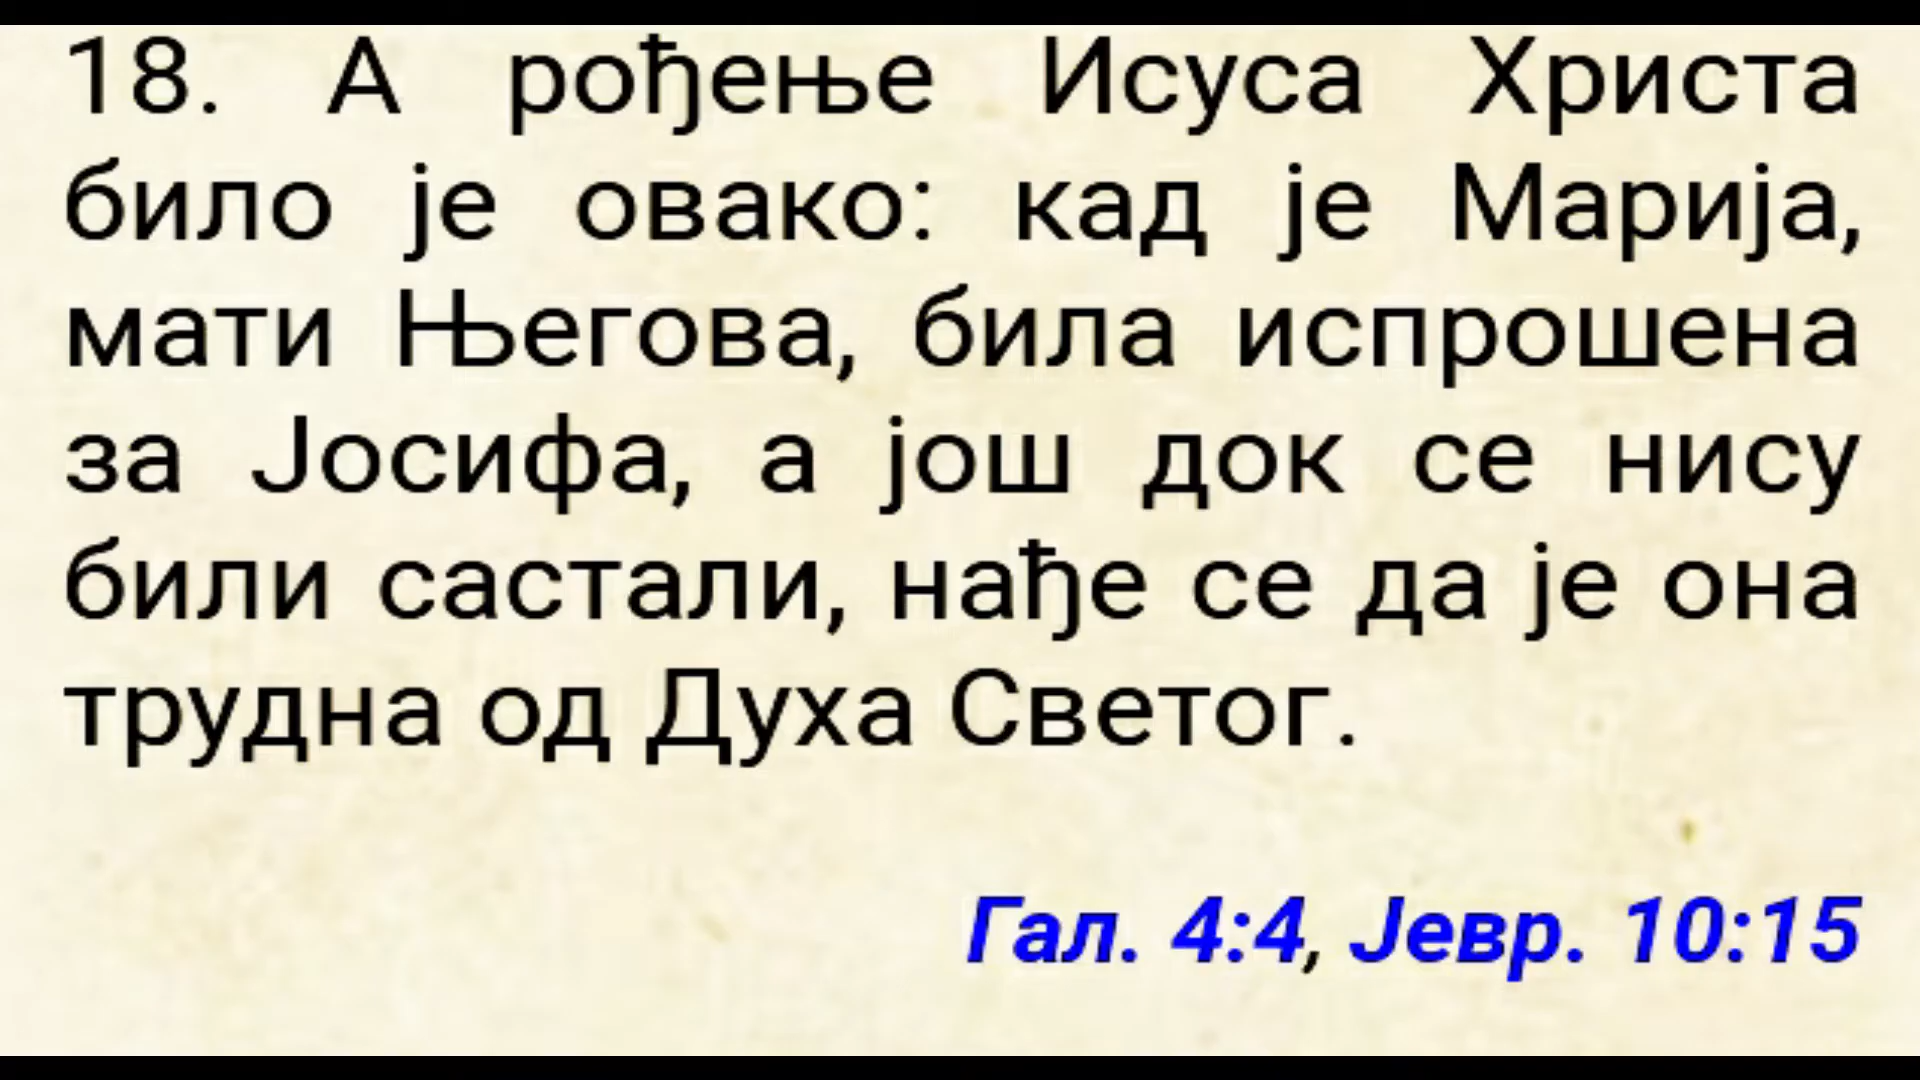 18. А рођење Исуса Христа
било је овако: кад је Марија,
мати Његова, била испрошена
за Јосифа, а још док се нису
били састали, нађе се да је она
трудна од Духа Светог.
Гал. 4:4, Јевр. 10:15